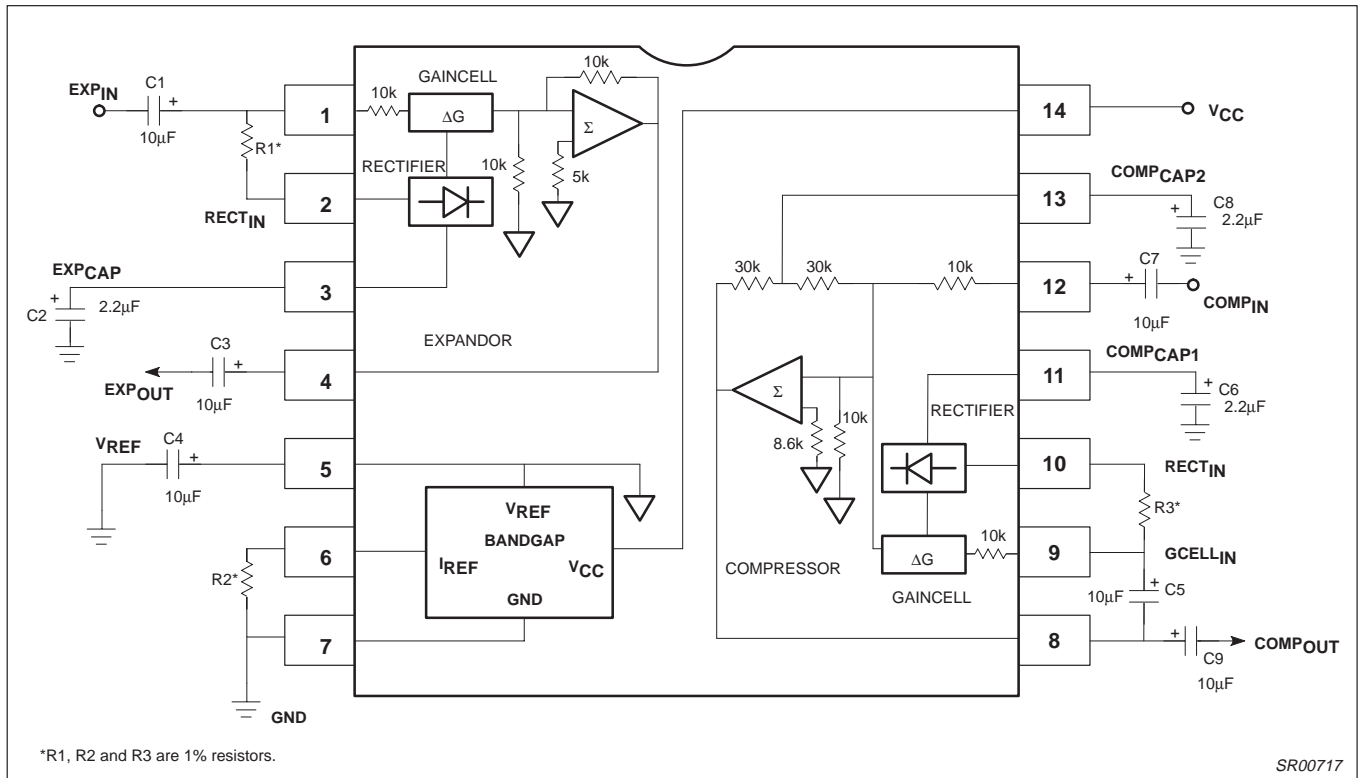 EXPIN
C1
+
10µF
R1*
RECTIN
EXPCAP
+
C2
2.2µF
C3
+
EXPOUT
10µF
VREF
C4
+
10µF
R2*
GND
1
2
3
4
5
6
7
10k
GAINCELL
ΔG
10k
Σ
10k
5k
RECTIFIER
EXPANDOR
VREF
BANDGAP
IREF
VCC
GND
30k
30k
10k
Σ
10k
8.6k
RECTIFIER
ΔG
10k
COMPRESSOR
GAINCELL
14
13
12
11
10
9
8
VCC
COMPCAP2
+
C8
2.2µF
C7
+
COMPIN
10µF
COMPCAP1
+
C6
2.2µF
RECTIN
R3*
GCELLIN
+
10µF
C5
+
C9
COMPOUT
10µF
*R1, R2 and R3 are 1% resistors.
SR00717